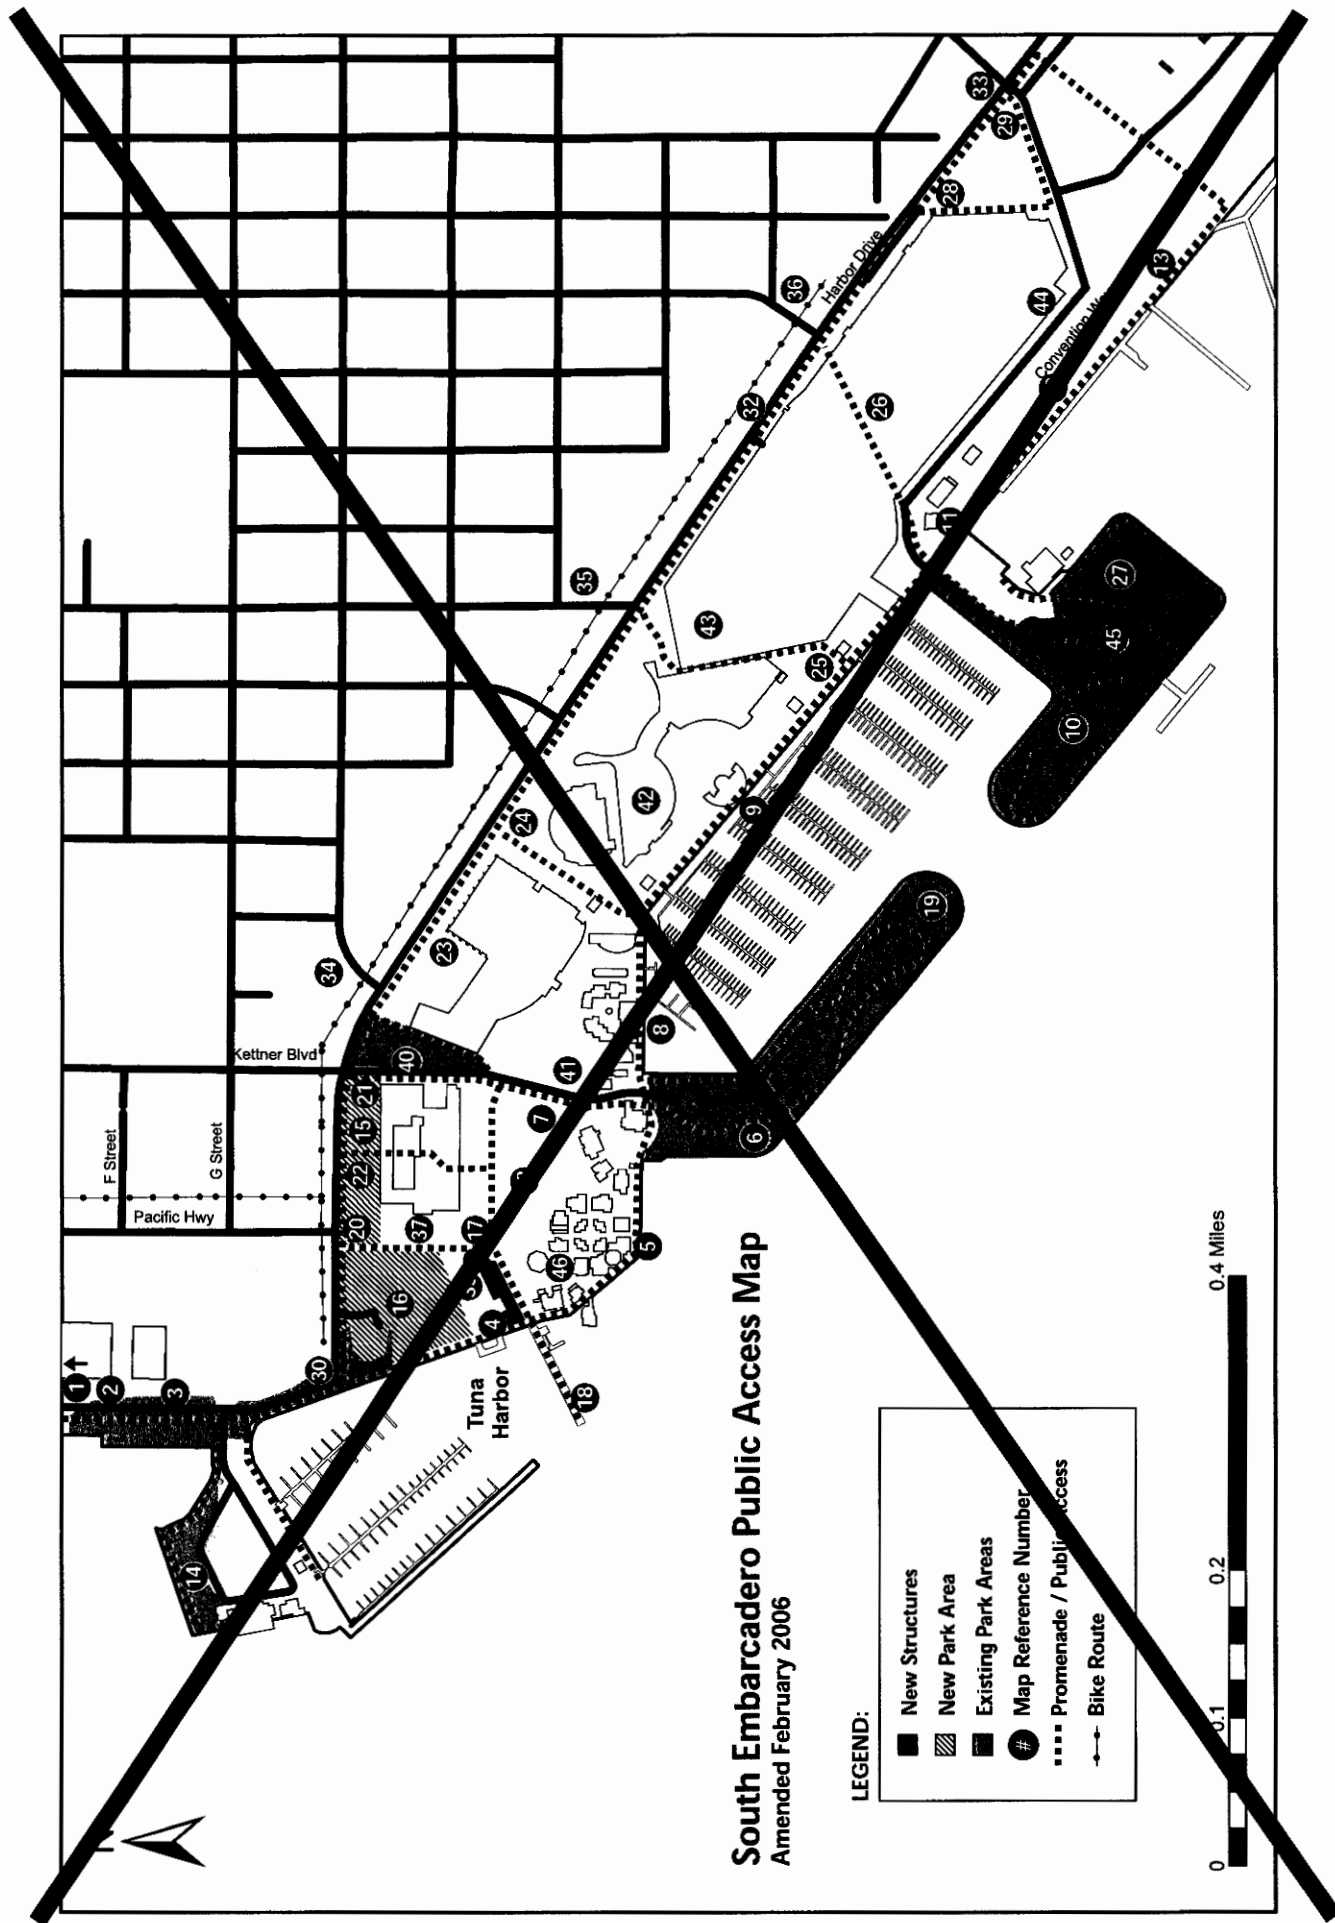 South Embarcadero Public Access Map
Amended February 2006
LEGEND:
New Structures
New Park Area
Existing Park Areas
# Map Reference Number
Promenade / Public Access
Bike Route
0 0.1 0.2 0.4 Miles
Tuna
Harbor
F Street
G Street
Pacific Hwy
Kettner Blvd
Harbor Drive
Convention
1
2
3
14
30
16
4
18
5
46
17
37
20
22
15
21
40
7
41
6
8
34
23
24
19
42
9
25
43
35
10
45
27
11
32
26
36
44
13
28
29
33